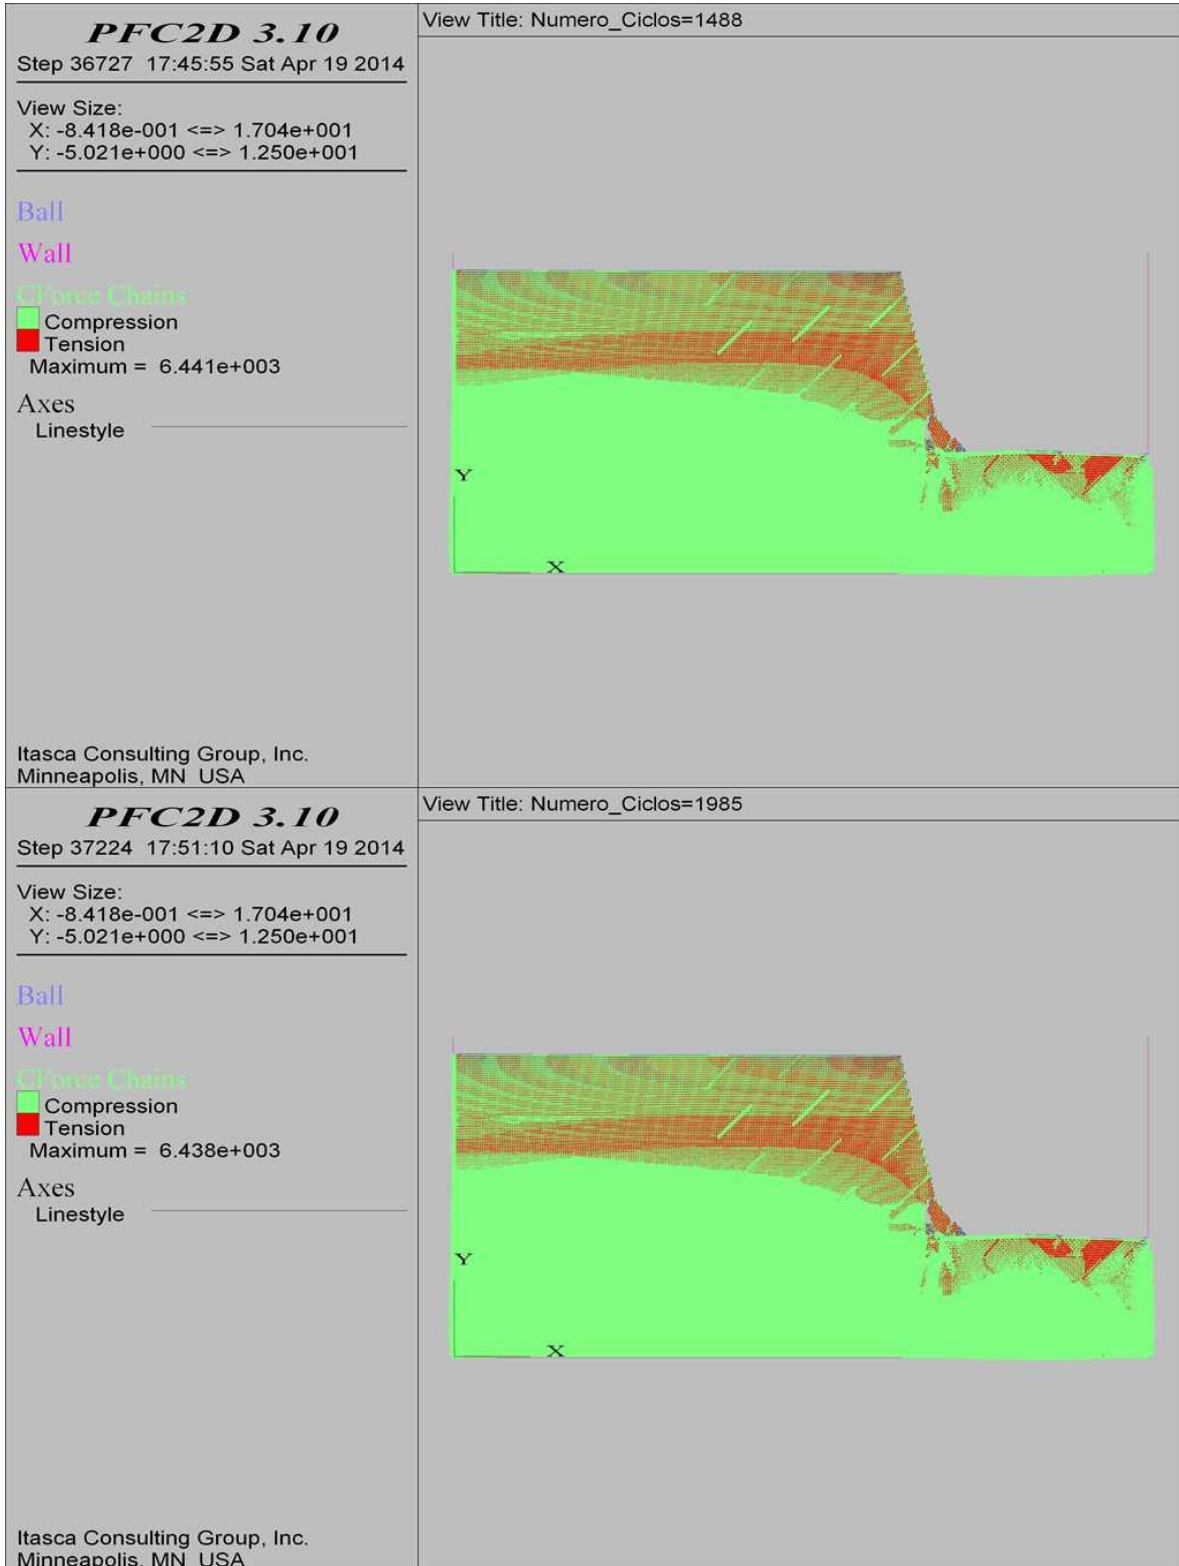 PFC2D 3.10
Step 36727  17:45:55 Sat Apr 19 2014
View Size:
X: -8.418e-001 <=> 1.704e+001
Y: -5.021e+000 <=> 1.250e+001
Ball
Wall
CForce Chains
Compression
Tension
Maximum =  6.441e+003
Axes
Linestyle
Itasca Consulting Group, Inc.
Minneapolis, MN  USA
View Title: Numero_Ciclos=1488
Y
X
PFC2D 3.10
Step 37224  17:51:10 Sat Apr 19 2014
View Size:
X: -8.418e-001 <=> 1.704e+001
Y: -5.021e+000 <=> 1.250e+001
Ball
Wall
CForce Chains
Compression
Tension
Maximum =  6.438e+003
Axes
Linestyle
Itasca Consulting Group, Inc.
Minneapolis, MN  USA
View Title: Numero_Ciclos=1985
Y
X